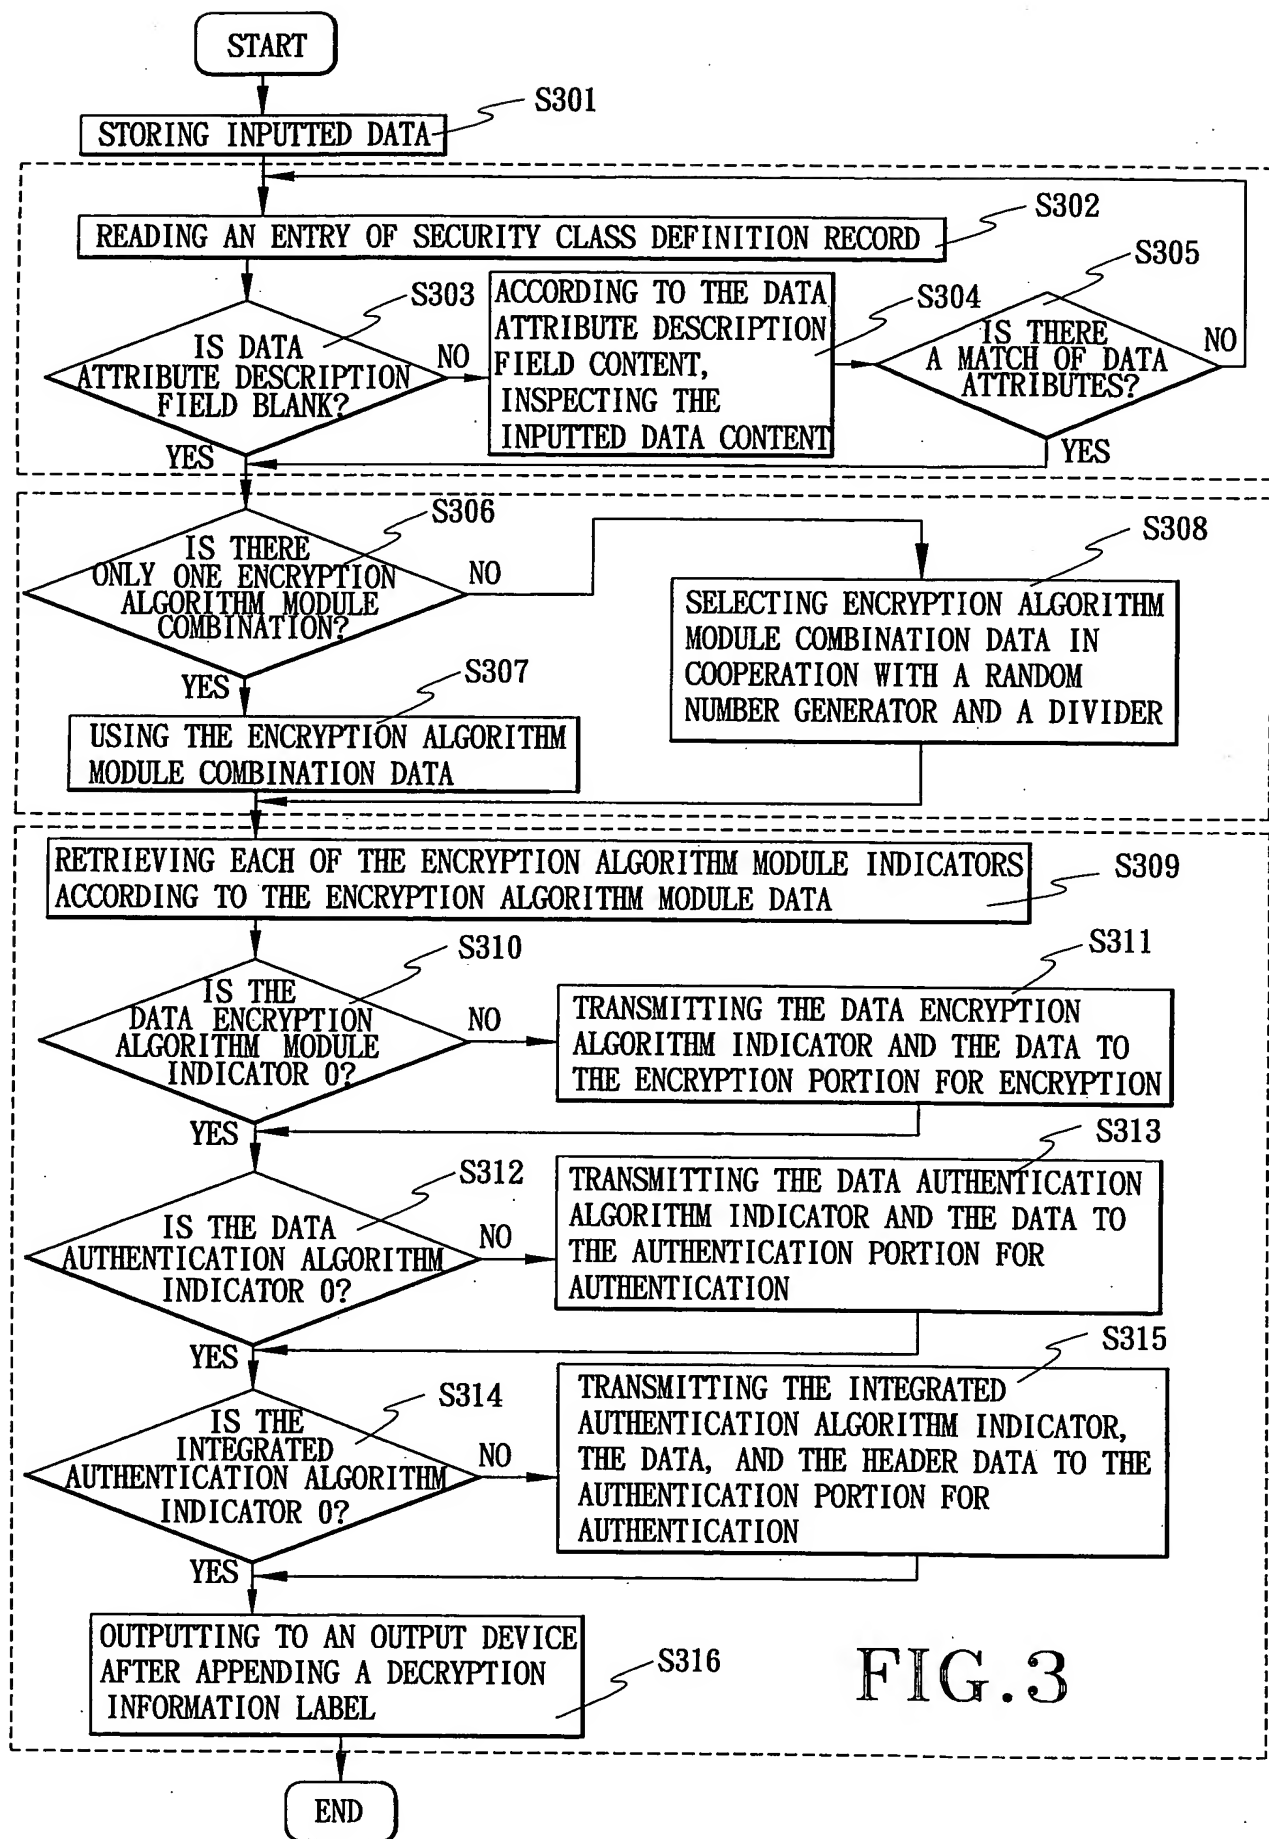 START
S301
STORING INPUTTED DATA
S302
READING AN ENTRY OF SECURITY CLASS DEFINITION RECORD
S303
IS DATA
ATTRIBUTE DESCRIPTION
FIELD BLANK?
NO
YES
ACCORDING TO THE DATA
ATTRIBUTE DESCRIPTION
FIELD CONTENT,
INSPECTING THE
INPUTTED DATA CONTENT
S304
S305
IS THERE
A MATCH OF DATA
ATTRIBUTES?
NO
YES
S306
IS THERE
ONLY ONE ENCRYPTION
ALGORITHM MODULE
COMBINATION?
NO
YES
S308
SELECTING ENCRYPTION ALGORITHM
MODULE COMBINATION DATA IN
COOPERATION WITH A RANDOM
NUMBER GENERATOR AND A DIVIDER
S307
USING THE ENCRYPTION ALGORITHM
MODULE COMBINATION DATA
RETRIEVING EACH OF THE ENCRYPTION ALGORITHM MODULE INDICATORS
ACCORDING TO THE ENCRYPTION ALGORITHM MODULE DATA
S309
S310
IS THE
DATA ENCRYPTION
ALGORITHM MODULE
INDICATOR 0?
NO
YES
S311
TRANSMITTING THE DATA ENCRYPTION
ALGORITHM INDICATOR AND THE DATA TO
THE ENCRYPTION PORTION FOR ENCRYPTION
S312
IS THE DATA
AUTHENTICATION ALGORITHM
INDICATOR 0?
NO
YES
S313
TRANSMITTING THE DATA AUTHENTICATION
ALGORITHM INDICATOR AND THE DATA TO
THE AUTHENTICATION PORTION FOR
AUTHENTICATION
S314
IS THE
INTEGRATED
AUTHENTICATION ALGORITHM
INDICATOR 0?
NO
YES
S315
TRANSMITTING THE INTEGRATED
AUTHENTICATION ALGORITHM INDICATOR,
THE DATA, AND THE HEADER DATA TO THE
AUTHENTICATION PORTION FOR
AUTHENTICATION
OUTPUTTING TO AN OUTPUT DEVICE
AFTER APPENDING A DECRYPTION
INFORMATION LABEL
S316
FIG.3
END